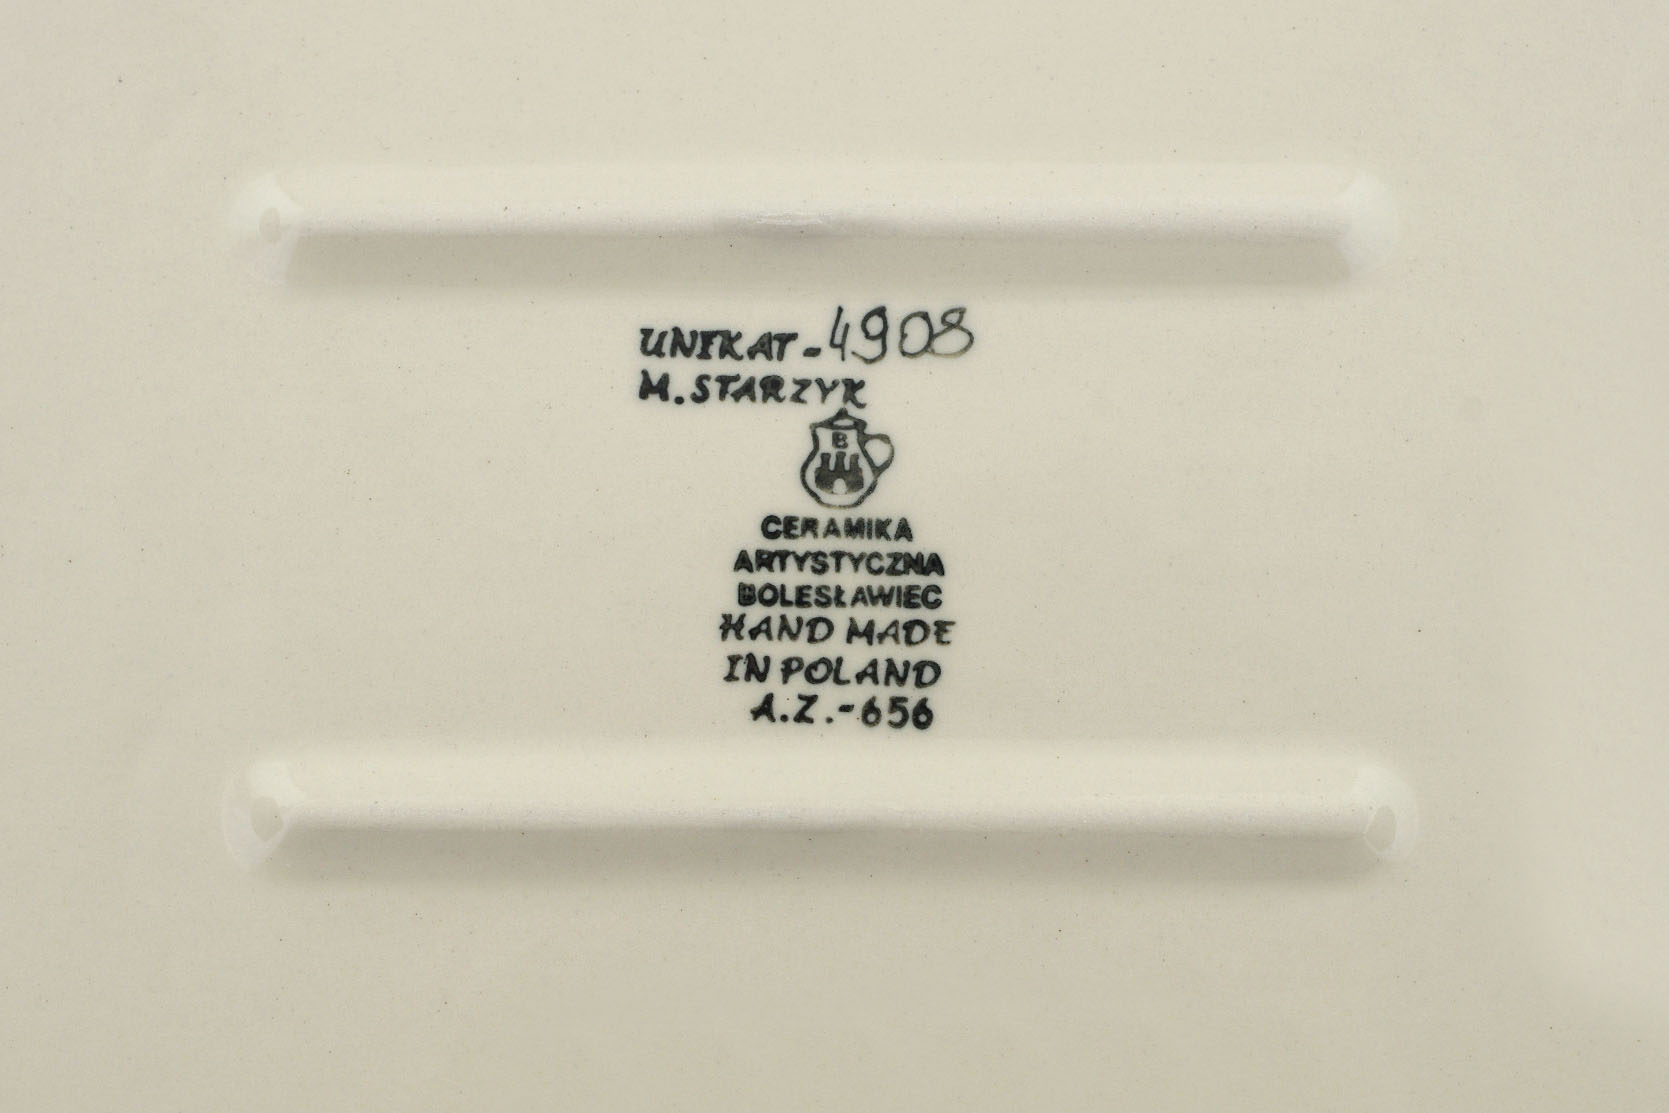 UNIKAT-4908
M. STARZYK
B
CERAMIKA
ARTYSTYCZNA
BOLESŁAWIEC
HAND MADE
IN POLAND
A.Z.-656